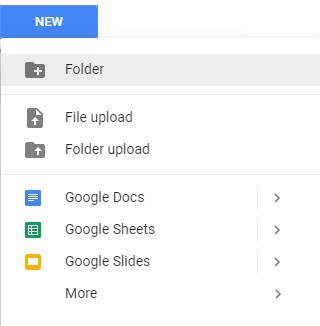 NEW
Folder
File upload
Folder upload
Google Docs
Google Sheets
Google Slides
More